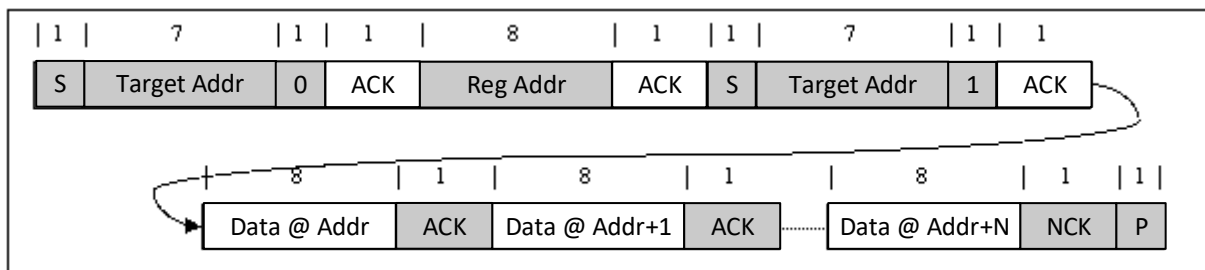 | 1 | 7 | 1 | 1 | 8 | 1 | 1 | 7 | 1 | 1
S Target Addr 0 ACK Reg Addr ACK S Target Addr 1 ACK
| 8 | 1 | 8 | 1 | 8 | 1 | 1 |
Data @ Addr ACK Data @ Addr+1 ACK Data @ Addr+N NCK P